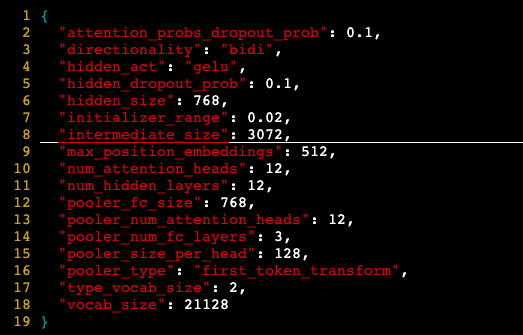 1 {
2 "attention_probs_dropout_prob": 0.1,
3 "directionality": "bidi",
4 "hidden_act": "gelu",
5 "hidden_dropout_prob": 0.1,
6 "hidden_size": 768,
7 "initializer_range": 0.02,
8 "intermediate_size": 3072,
9 "max_position_embeddings": 512,
10 "num_attention_heads": 12,
11 "num_hidden_layers": 12,
12 "pooler_fc_size": 768,
13 "pooler_num_attention_heads": 12,
14 "pooler_num_fc_layers": 3,
15 "pooler_size_per_head": 128,
16 "pooler_type": "first_token_transform",
17 "type_vocab_size": 2,
18 "vocab_size": 21128
19 }